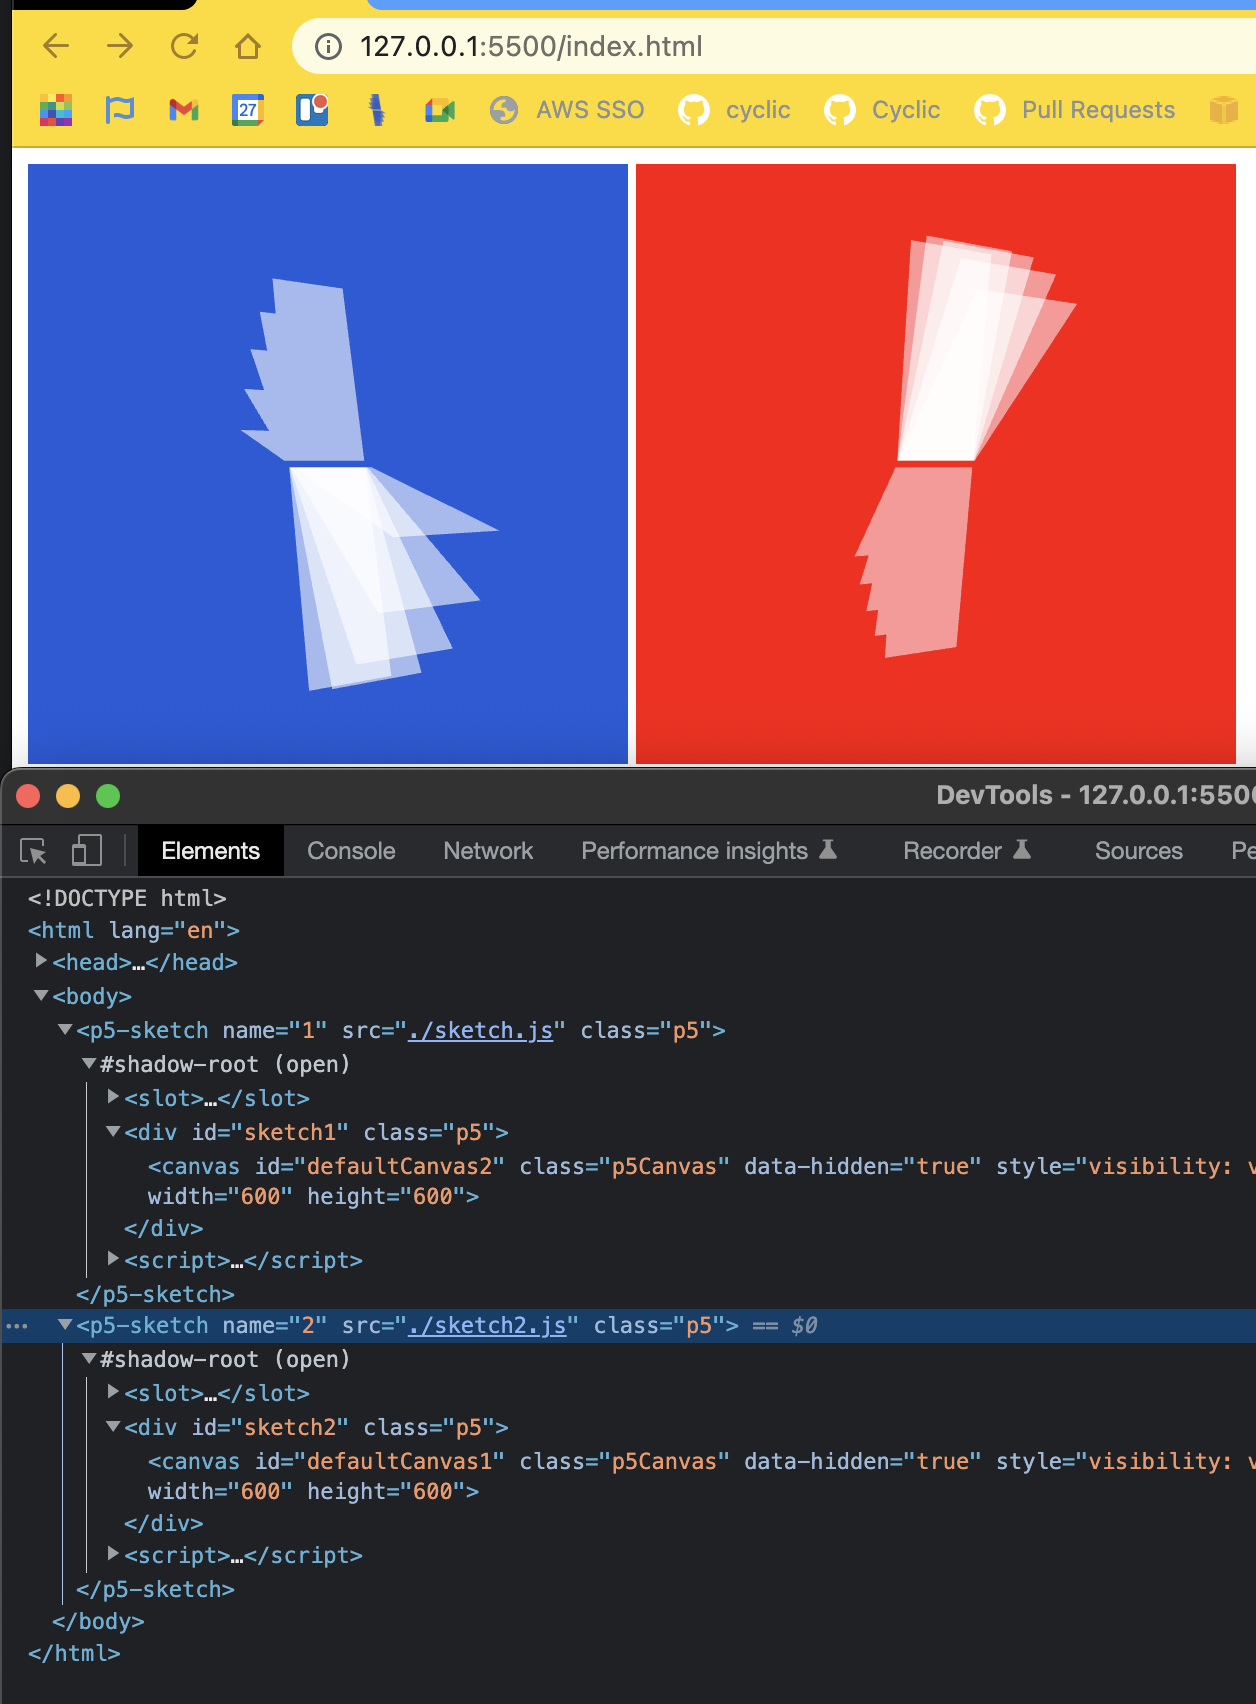 127.0.0.1:5500/index.html
27 AWS SSO cyclic Cyclic Pull Requests
DevTools - 127.0.0.1:550
Elements Console Network Performance insights Recorder Sources Pe
<!DOCTYPE html>
<html lang="en">
<head>…</head>
<body>
<p5-sketch name="1" src="./sketch.js" class="p5">
#shadow-root (open)
<slot>…</slot>
<div id="sketch1" class="p5">
<canvas id="defaultCanvas2" class="p5Canvas" data-hidden="true" style="visibility: v
width="600" height="600">
</div>
<script>…</script>
</p5-sketch>
<p5-sketch name="2" src="./sketch2.js" class="p5"> == $0
#shadow-root (open)
<slot>…</slot>
<div id="sketch2" class="p5">
<canvas id="defaultCanvas1" class="p5Canvas" data-hidden="true" style="visibility: v
width="600" height="600">
</div>
<script>…</script>
</p5-sketch>
</body>
</html>